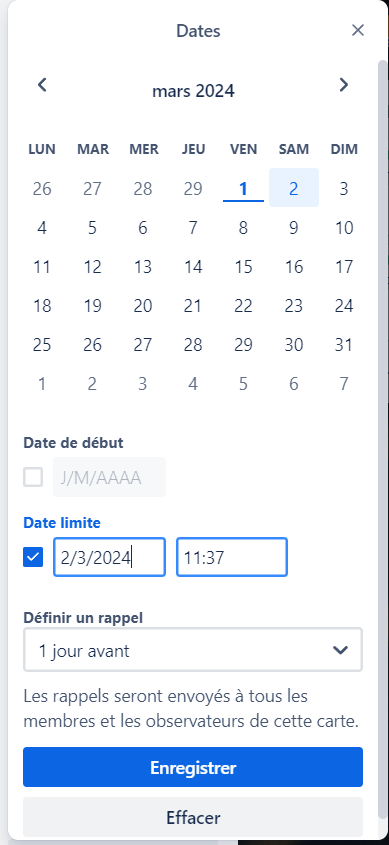 Dates
mars 2024
LUN MAR MER JEU VEN SAM DIM
26 27 28 29 1 2 3
4 5 6 7 8 9 10
11 12 13 14 15 16 17
18 19 20 21 22 23 24
25 26 27 28 29 30 31
1 2 3 4 5 6 7
Date de début
J/M/AAAA
Date limite
2/3/2024 11:37
Définir un rappel
1 jour avant
Les rappels seront envoyés à tous les
membres et les observateurs de cette carte.
Enregistrer
Effacer